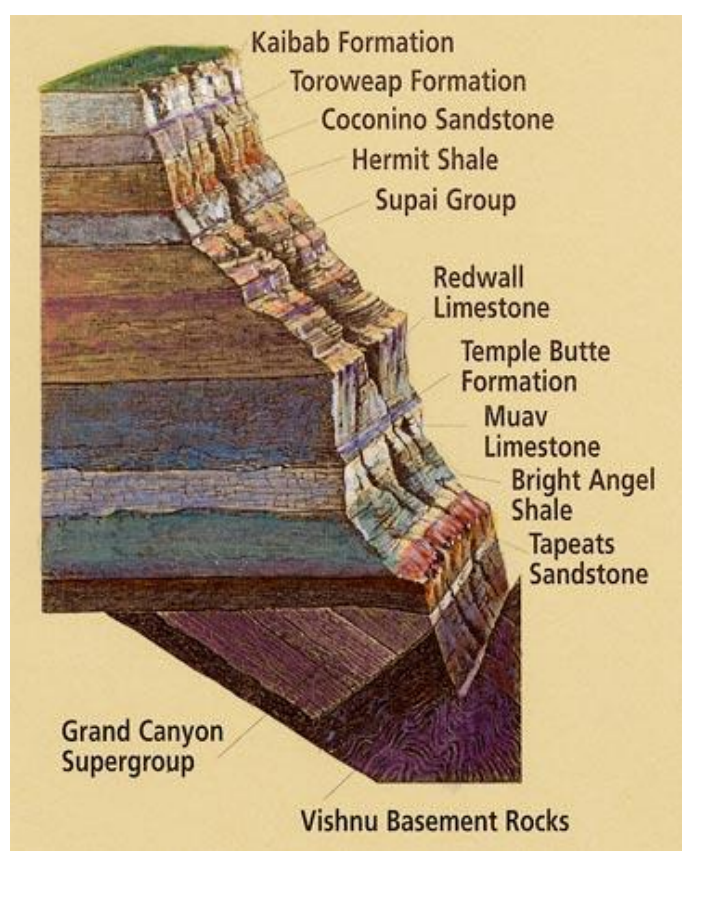 Kaibab Formation
Toroweap Formation
Coconino Sandstone
Hermit Shale
Supai Group
Redwall
Limestone
Temple Butte
Formation
Muav
Limestone
Bright Angel
Shale
Tapeats
Sandstone
Grand Canyon
Supergroup
Vishnu Basement Rocks